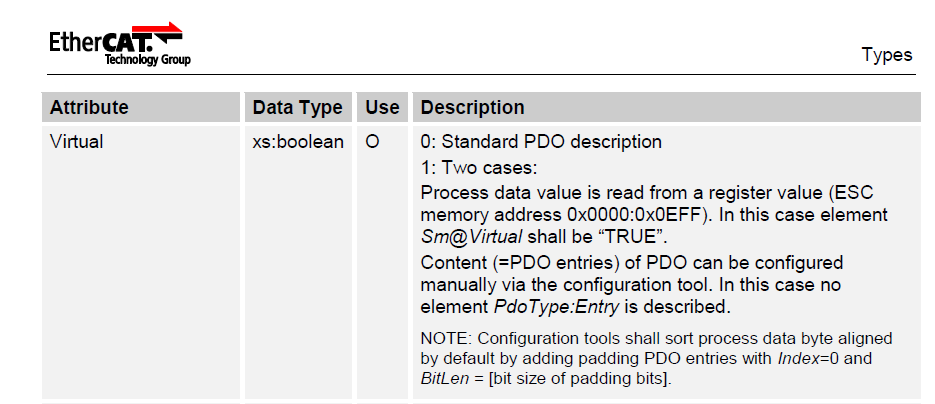 EtherCAT.
Technology Group
Types
Attribute Data Type Use Description
Virtual xs:boolean O 0: Standard PDO description
1: Two cases:
Process data value is read from a register value (ESC
memory address 0x0000:0x0EFF). In this case element
Sm@Virtual shall be “TRUE”.
Content (=PDO entries) of PDO can be configured
manually via the configuration tool. In this case no
element PdoType:Entry is described.
NOTE: Configuration tools shall sort process data byte aligned
by default by adding padding PDO entries with Index=0 and
BitLen = [bit size of padding bits].